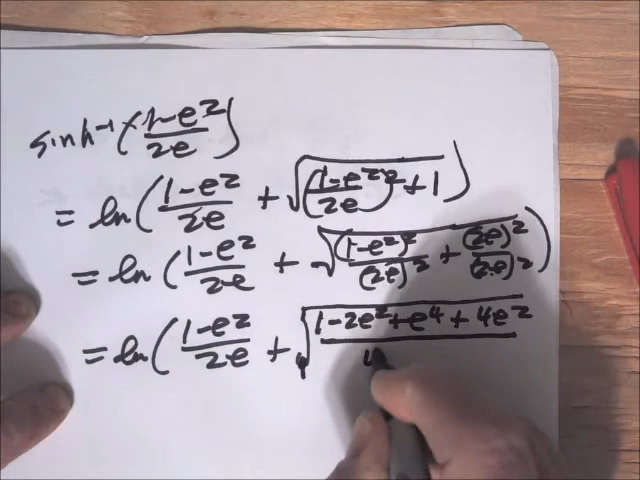 sinh⁻¹((1-e²)/(2e))
= ln((1-e²)/(2e) + √(((1-e²)/(2e))² + 1))
= ln((1-e²)/(2e) + √((1-e²)²/(2e)² + (2e)²/(2e)²))
= ln((1-e²)/(2e) + √((1-2e²+e⁴+4e²)/4